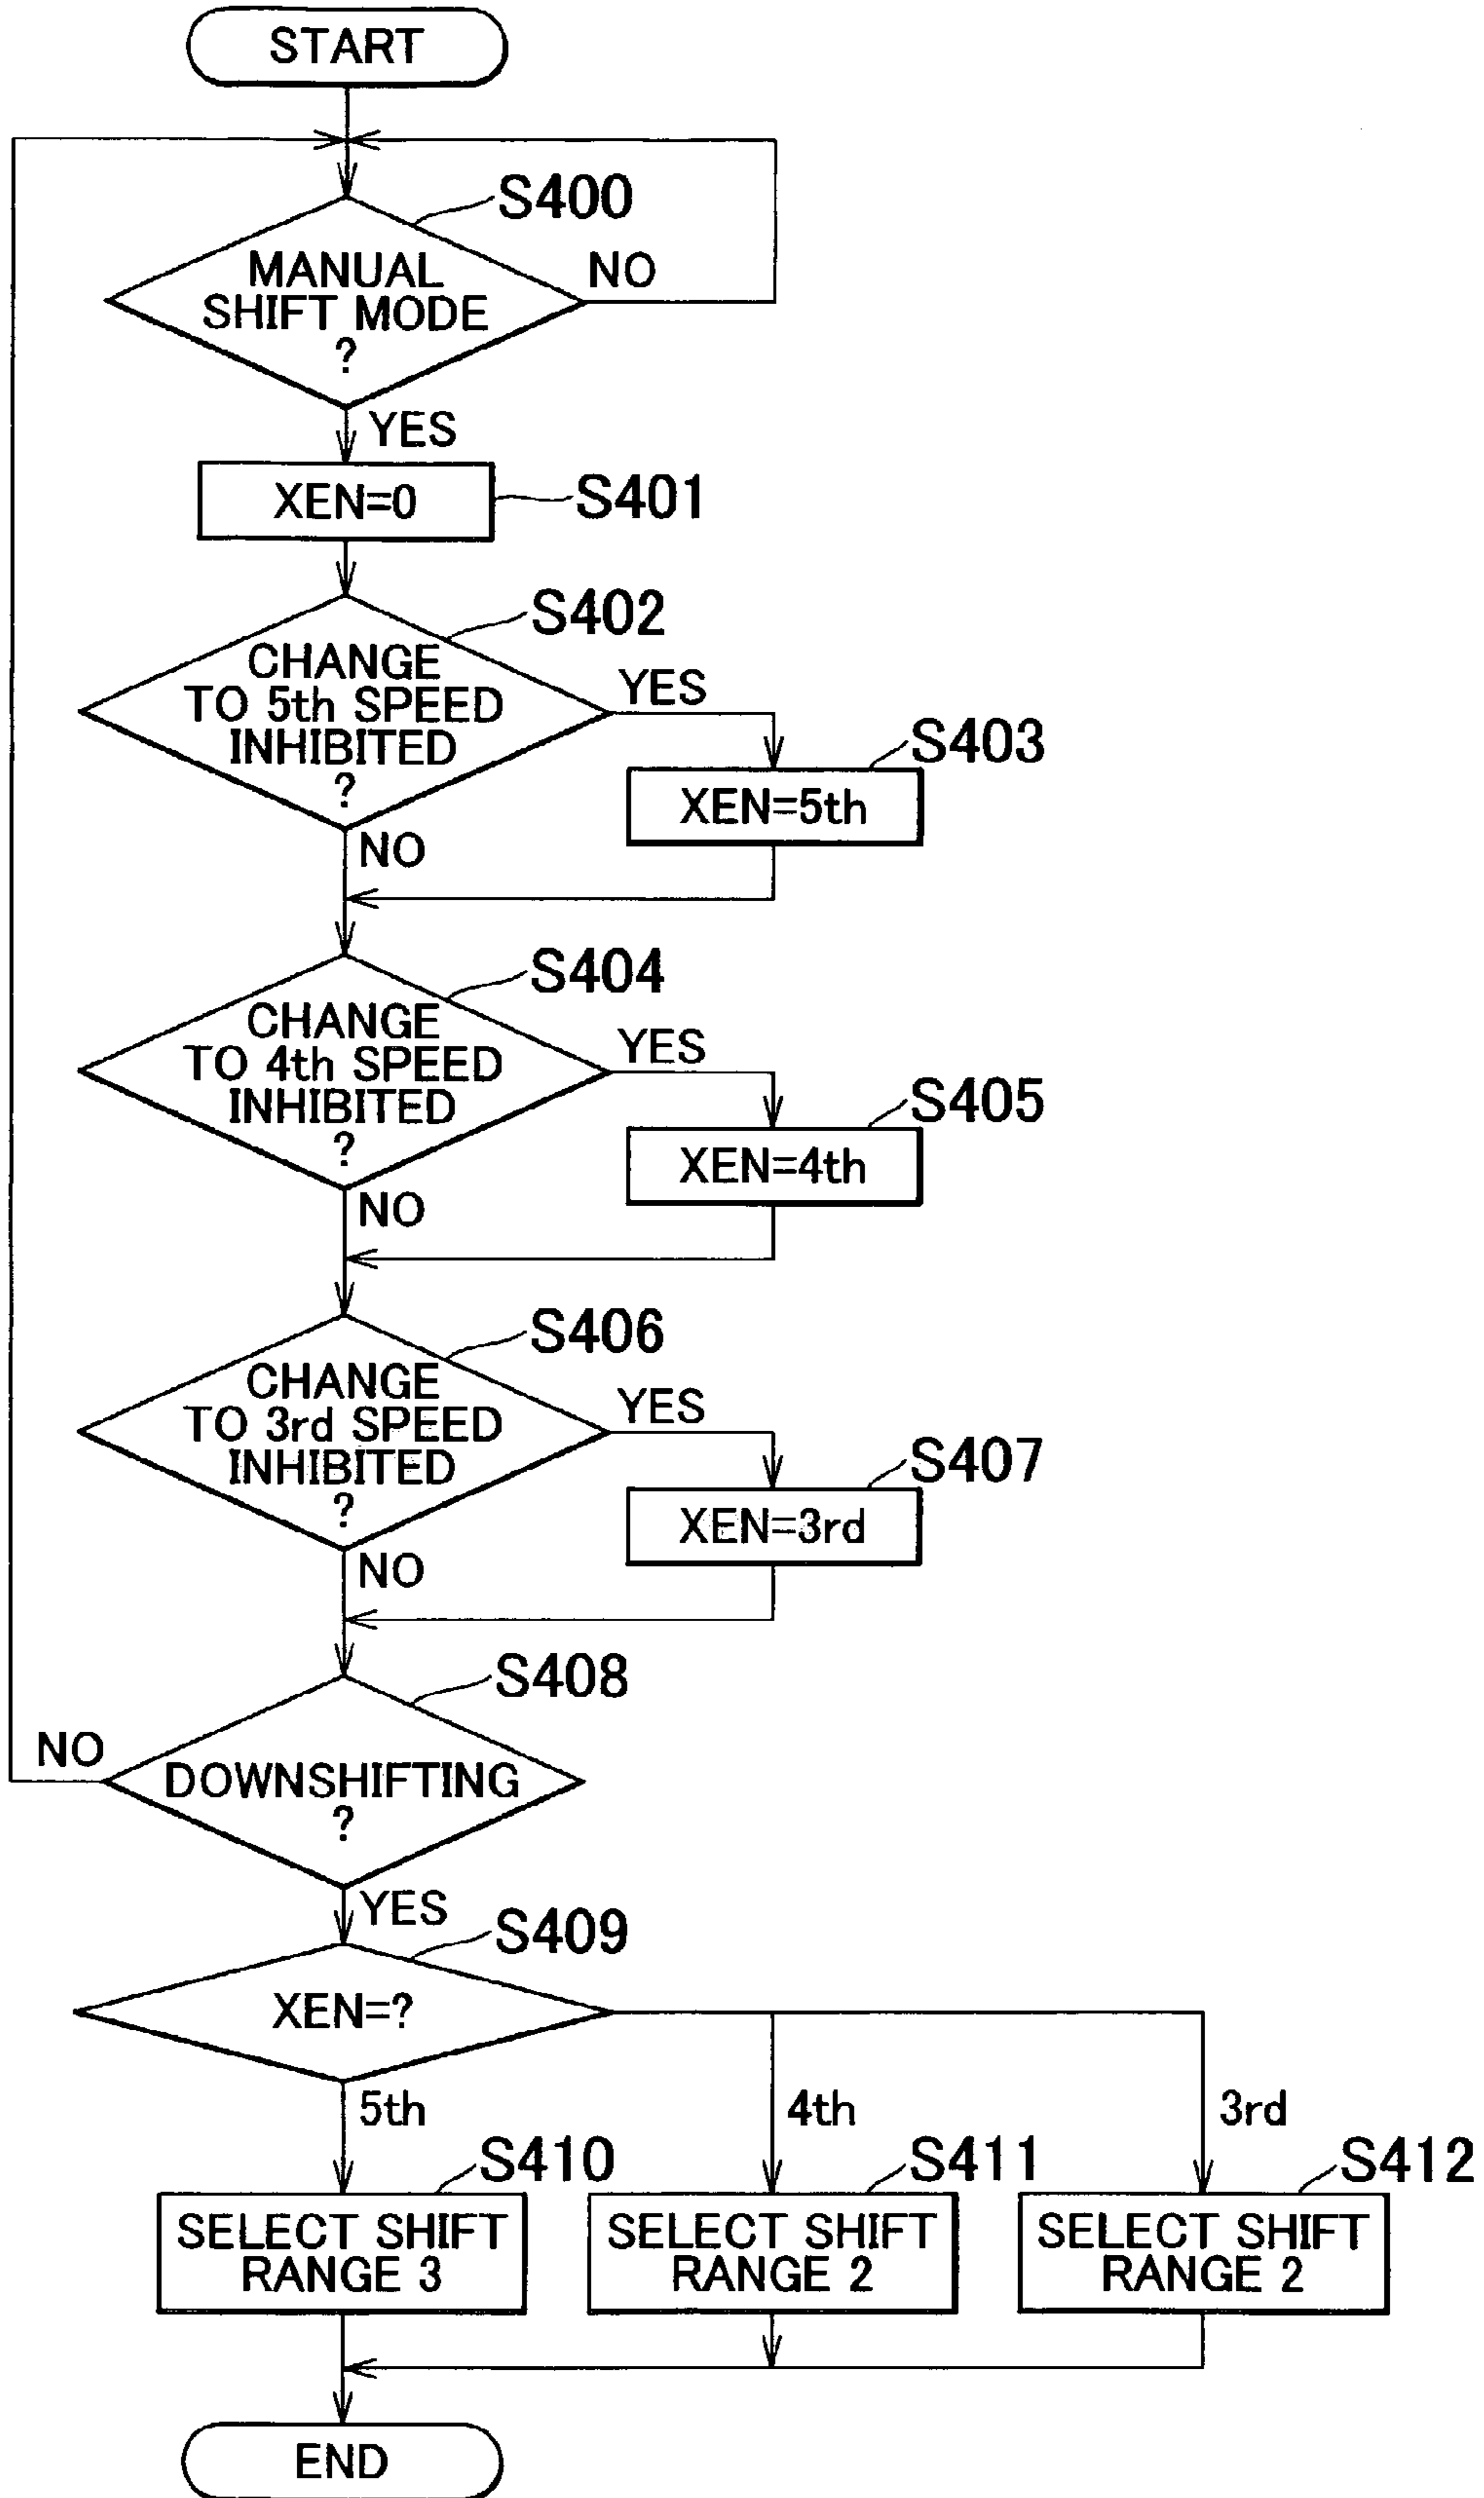 START
S400
MANUAL
SHIFT MODE
?
NO
YES
XEN=0
S401
S402
CHANGE
TO 5th SPEED
INHIBITED
?
YES
S403
XEN=5th
NO
S404
CHANGE
TO 4th SPEED
INHIBITED
?
YES
S405
XEN=4th
NO
S406
CHANGE
TO 3rd SPEED
INHIBITED
?
YES
S407
XEN=3rd
NO
S408
NO
DOWNSHIFTING
?
YES
S409
XEN=?
5th
4th
3rd
S410
S411
S412
SELECT SHIFT
RANGE 3
SELECT SHIFT
RANGE 2
SELECT SHIFT
RANGE 2
END